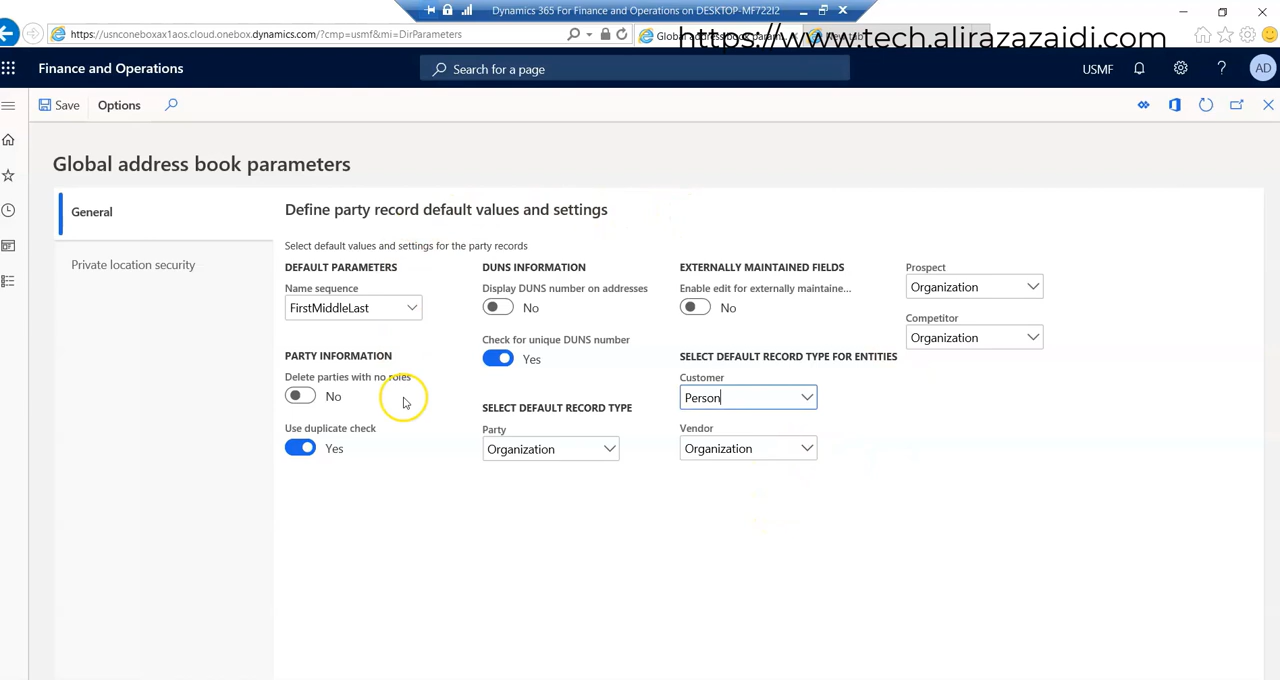 Dynamics 365 For Finance and Operations on DESKTOP-MF722I2
https://usnconeboxax1aos.cloud.onebox.dynamics.com/?cmp=usmf&mi=DirParameters
https://www.tech.alirazazaidi.com
Finance and Operations
Search for a page
USMF
AD
Save
Options
Global address book parameters
General
Private location security
Define party record default values and settings
Select default values and settings for the party records
DEFAULT PARAMETERS
Name sequence
FirstMiddleLast
PARTY INFORMATION
Delete parties with no roles
No
Use duplicate check
Yes
DUNS INFORMATION
Display DUNS number on addresses
No
Check for unique DUNS number
Yes
SELECT DEFAULT RECORD TYPE
Party
Organization
EXTERNALLY MAINTAINED FIELDS
Enable edit for externally maintaine...
No
SELECT DEFAULT RECORD TYPE FOR ENTITIES
Customer
Person
Vendor
Organization
Prospect
Organization
Competitor
Organization